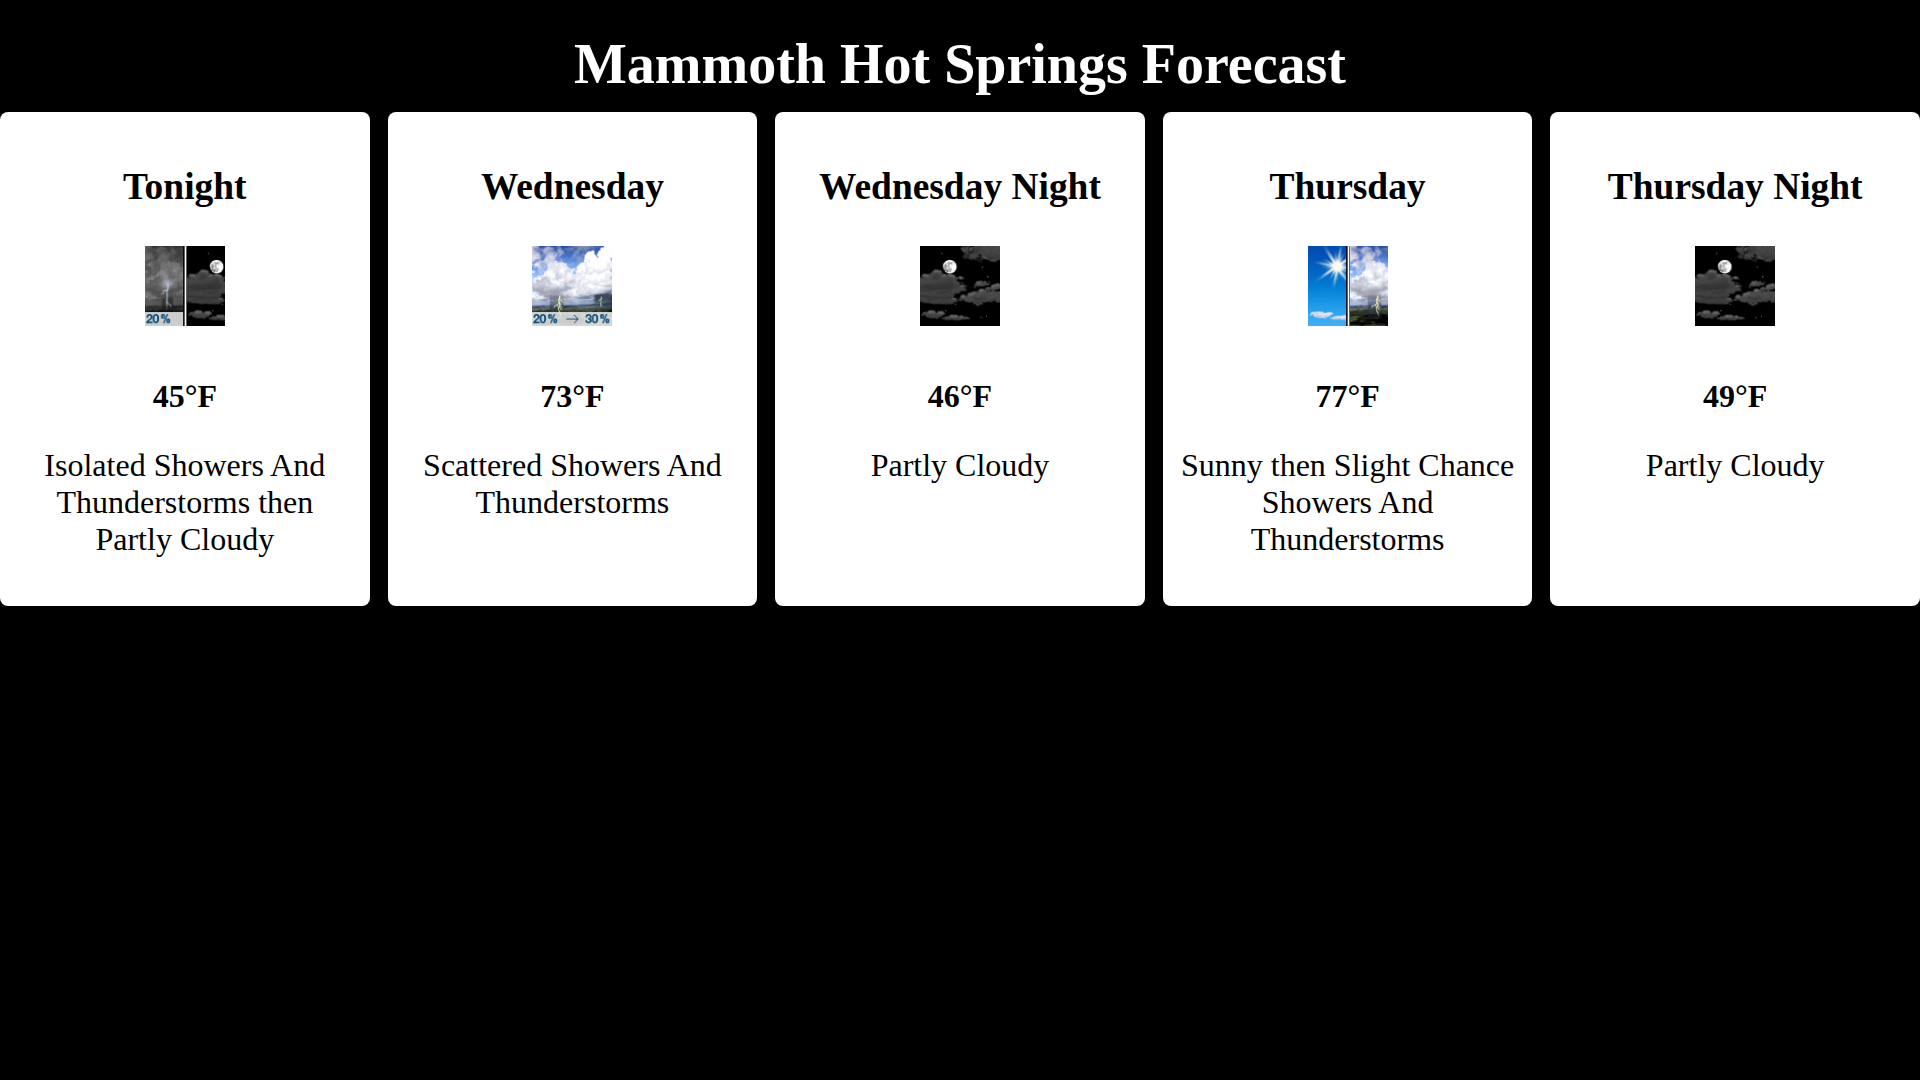 Mammoth Hot Springs Forecast
Tonight
20%
45°F
Isolated Showers And
Thunderstorms then
Partly Cloudy
Wednesday
20% → 30%
73°F
Scattered Showers And
Thunderstorms
Wednesday Night
46°F
Partly Cloudy
Thursday
77°F
Sunny then Slight Chance
Showers And
Thunderstorms
Thursday Night
49°F
Partly Cloudy